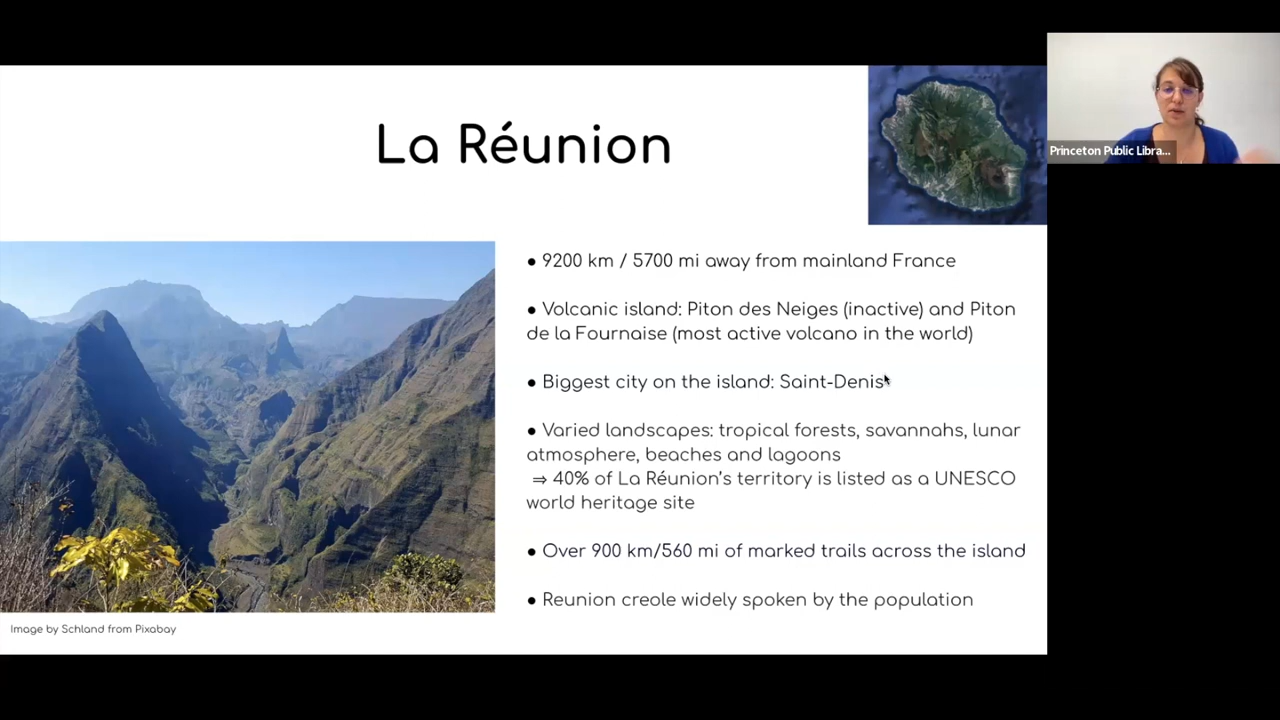 La Réunion
Princeton Public Libra...
● 9200 km / 5700 mi away from mainland France
● Volcanic island: Piton des Neiges (inactive) and Piton
de la Fournaise (most active volcano in the world)
● Biggest city on the island: Saint-Denis
● Varied landscapes: tropical forests, savannahs, lunar
atmosphere, beaches and lagoons
⇒ 40% of La Réunion's territory is listed as a UNESCO
world heritage site
● Over 900 km/560 mi of marked trails across the island
● Reunion creole widely spoken by the population
Image by Schland from Pixabay